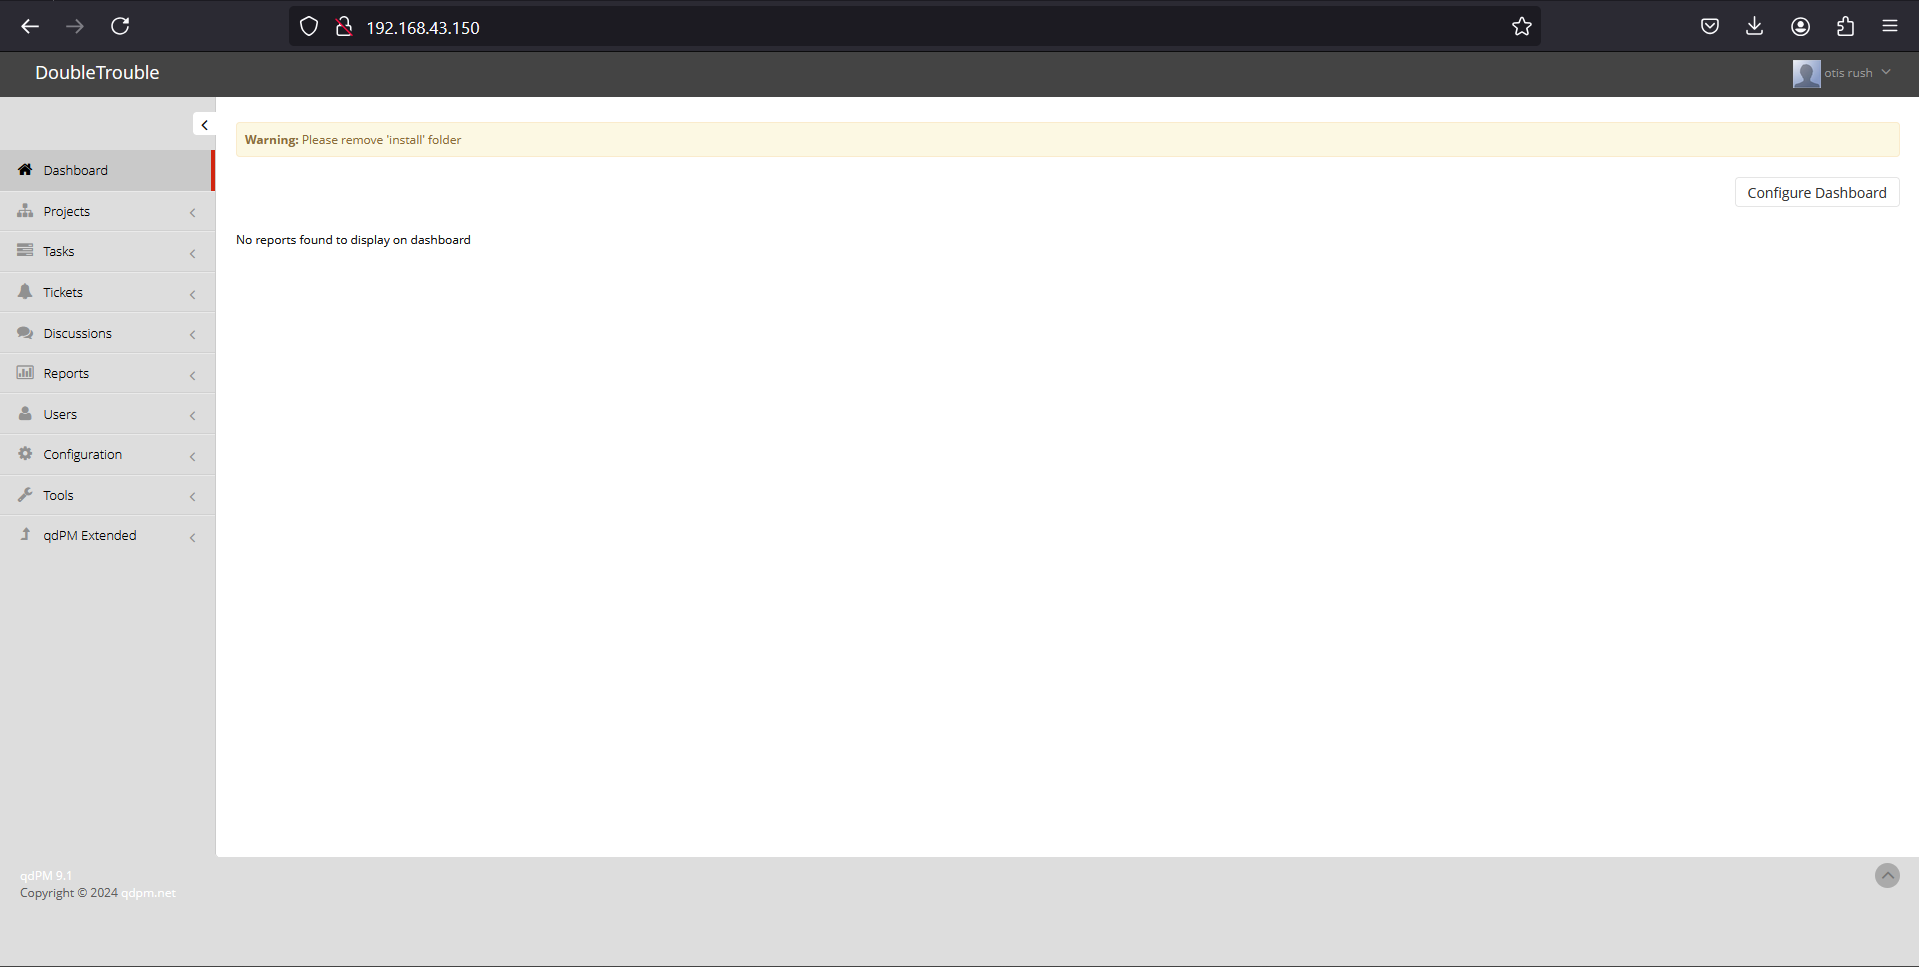 192.168.43.150
DoubleTrouble
otis rush
Warning: Please remove 'install' folder
Dashboard
Configure Dashboard
Projects
No reports found to display on dashboard
Tasks
Tickets
Discussions
Reports
Users
Configuration
Tools
qdPM Extended
qdPM 9.1
Copyright © 2024 qdpm.net